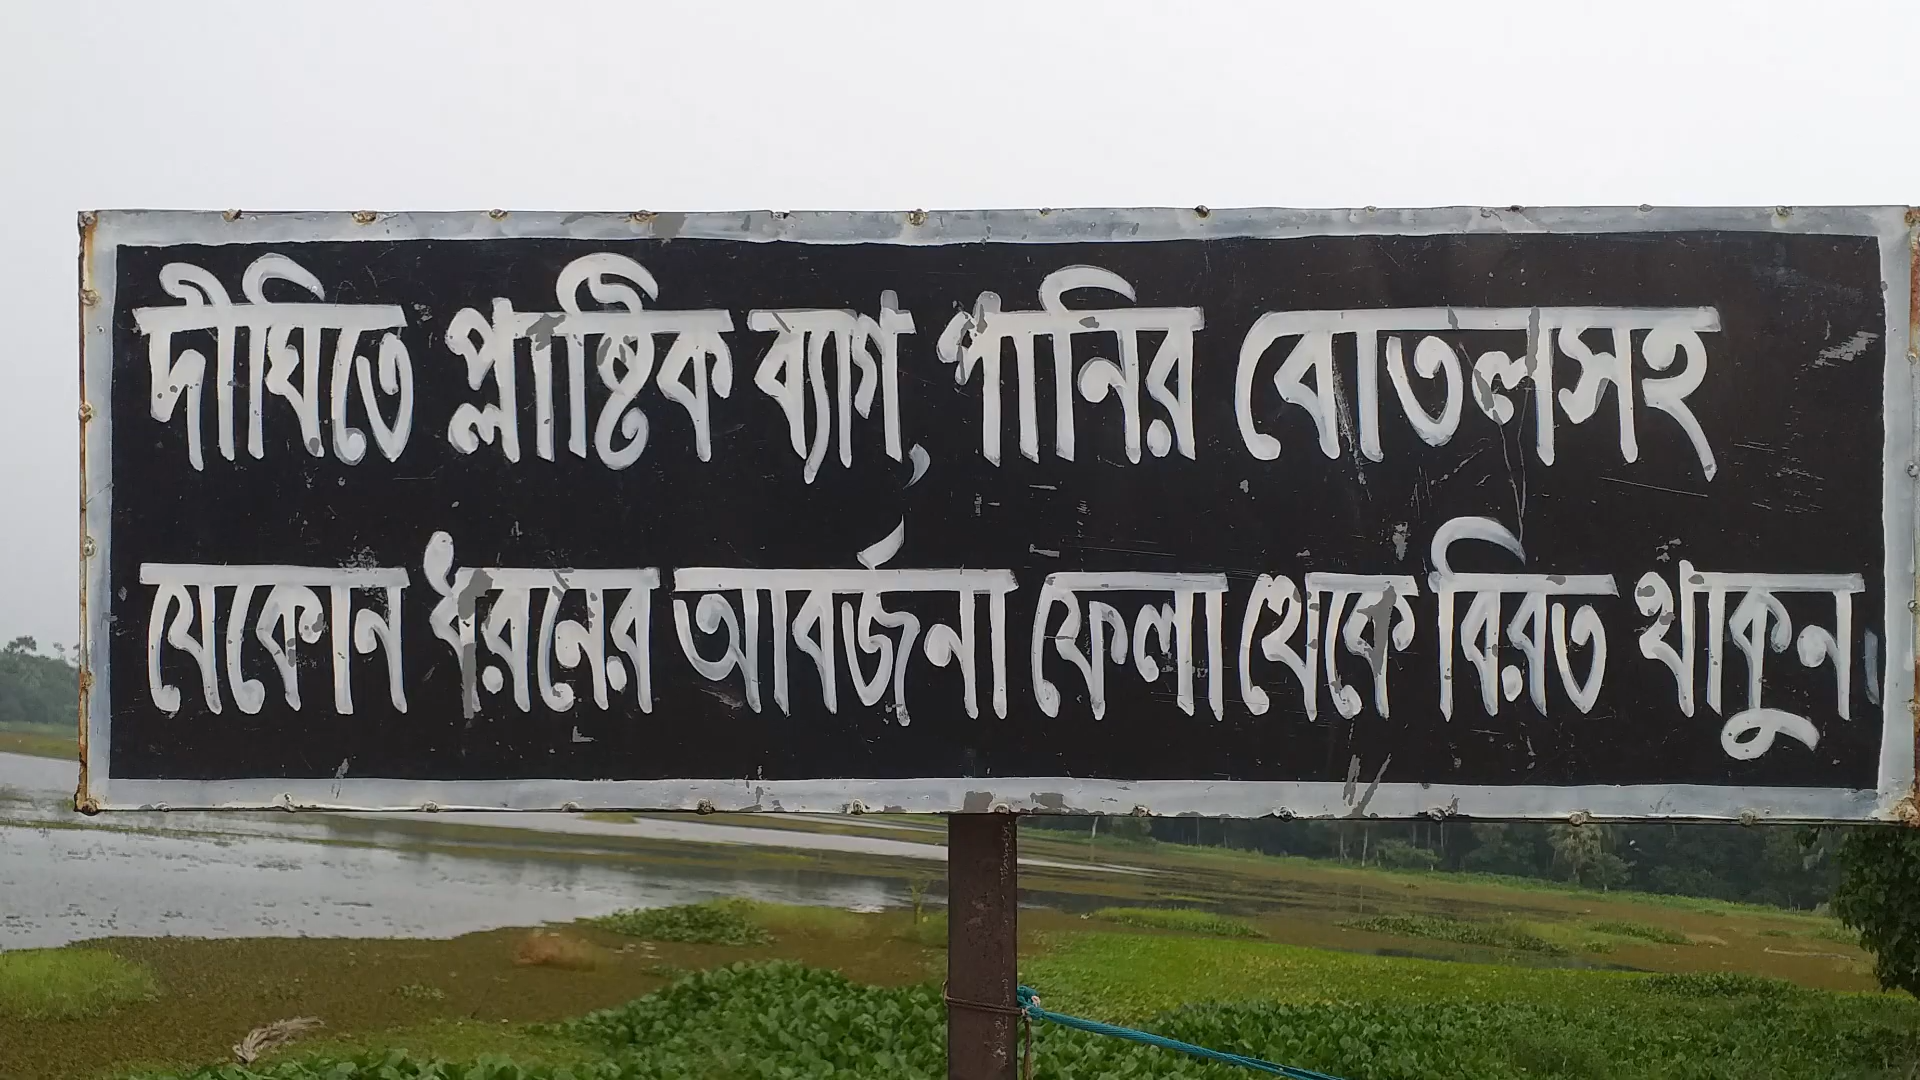 দীঘিতে প্লাষ্টিক ব্যাগ, পানির বোতলসহ
যেকোন ধরনের আবর্জনা ফেলা থেকে বিরত থাকুন।